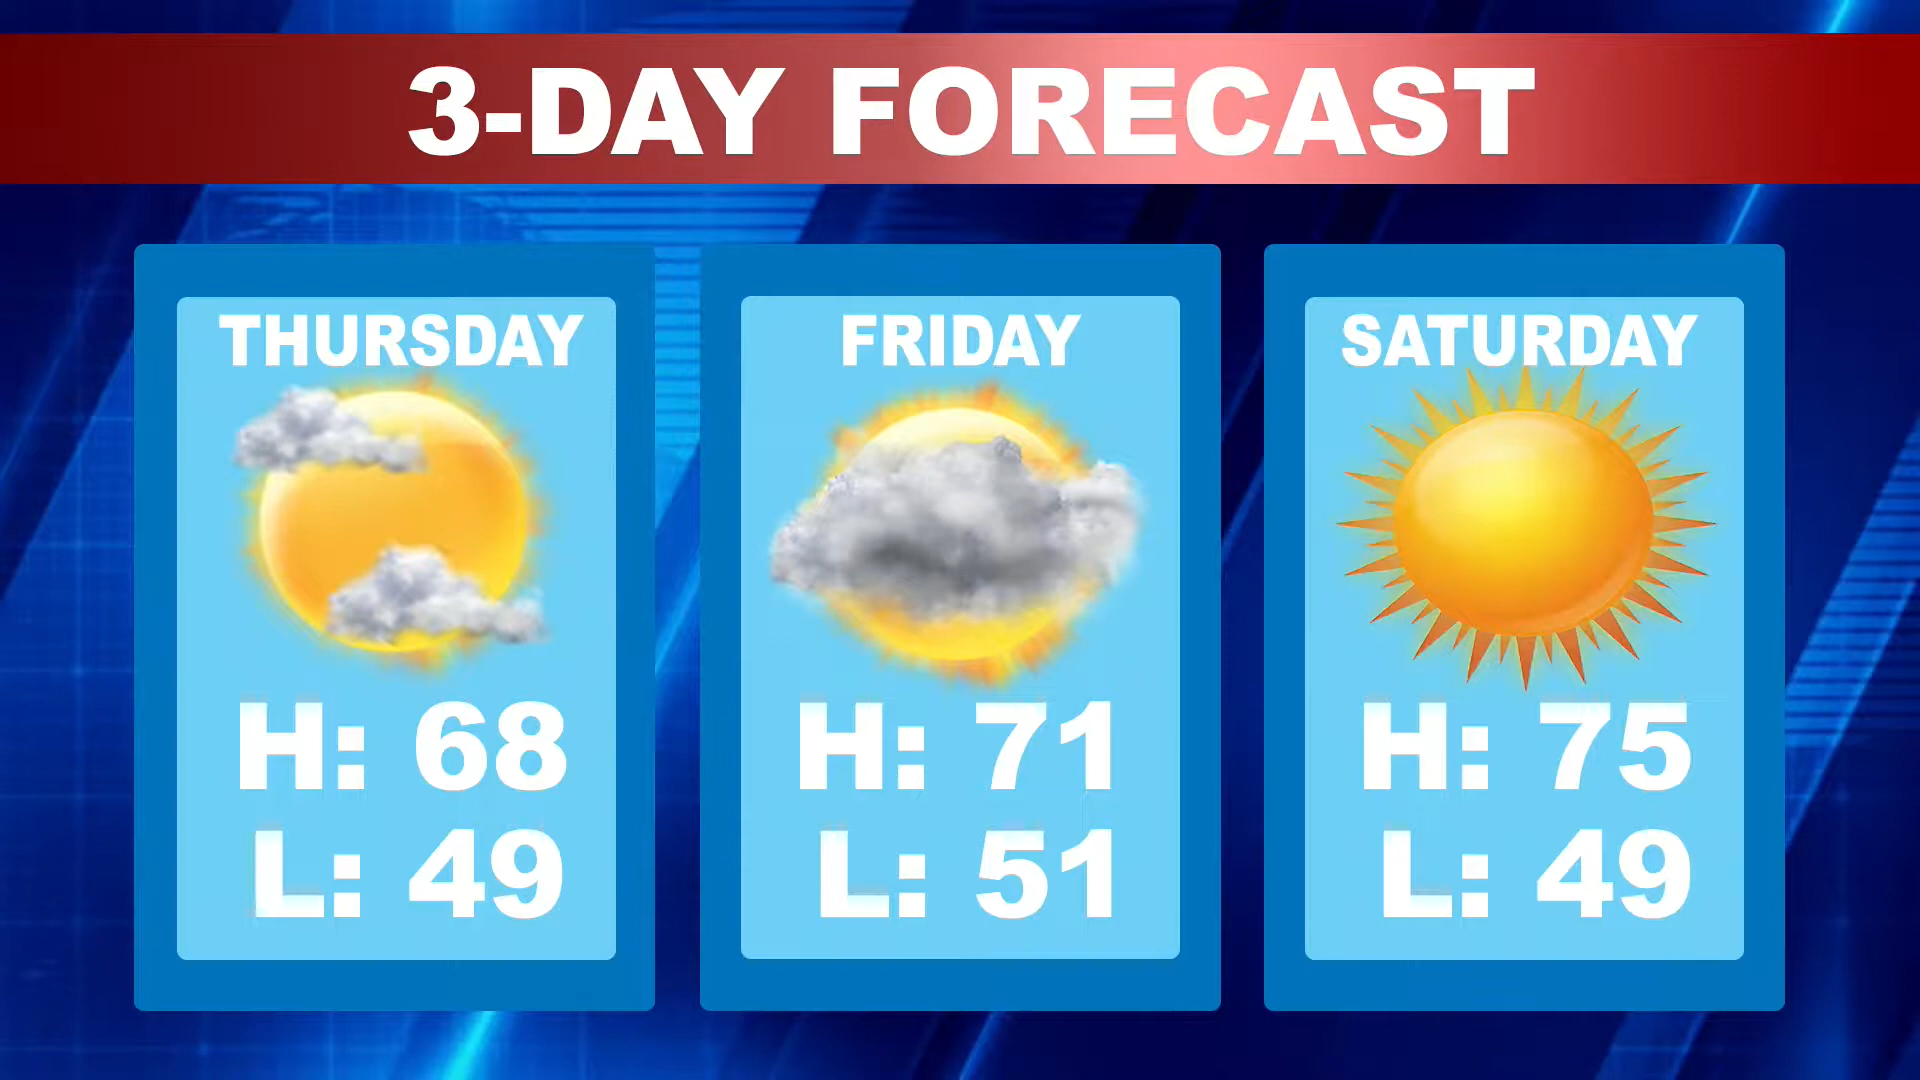 3-DAY FORECAST
THURSDAY
H: 68
L: 49
FRIDAY
H: 71
L: 51
SATURDAY
H: 75
L: 49